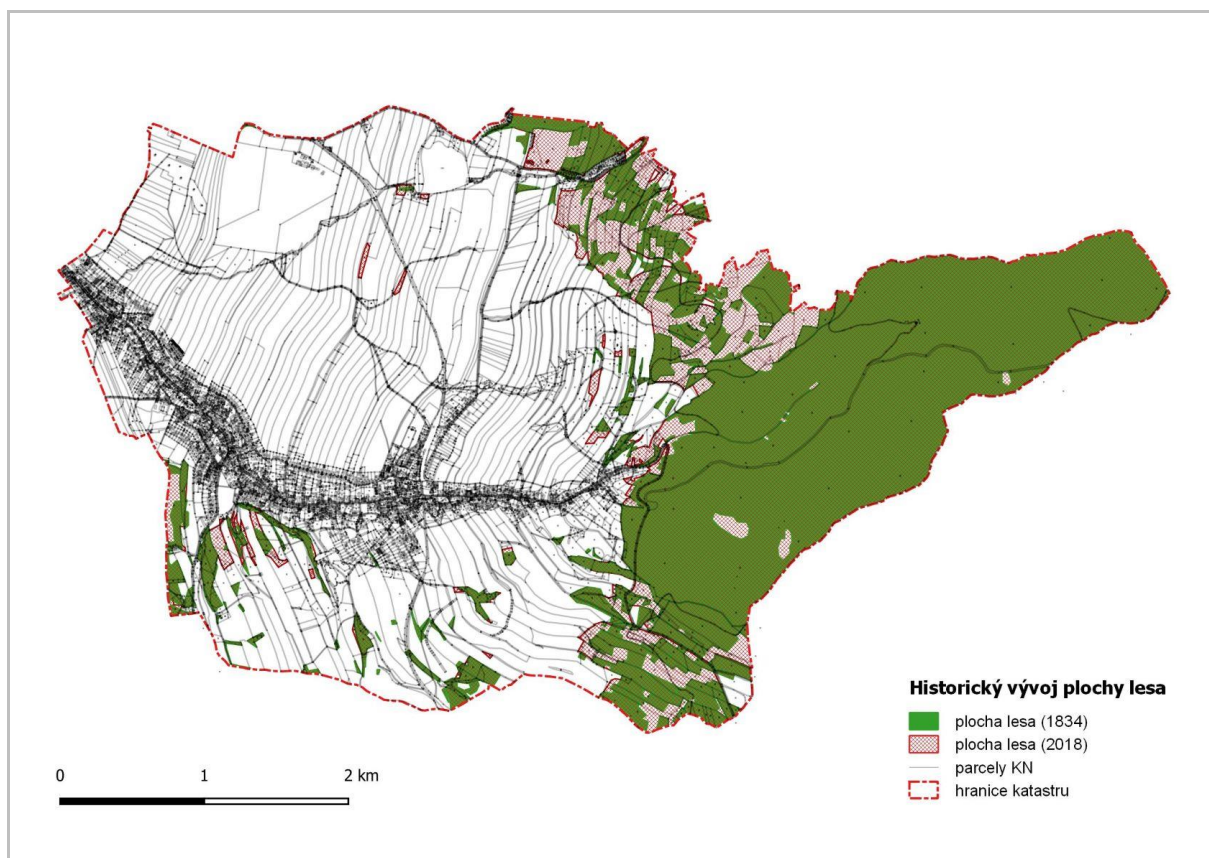 Historický vývoj plochy lesa
plocha lesa (1834)
plocha lesa (2018)
parcely KN
hranice katastru
0 1 2 km